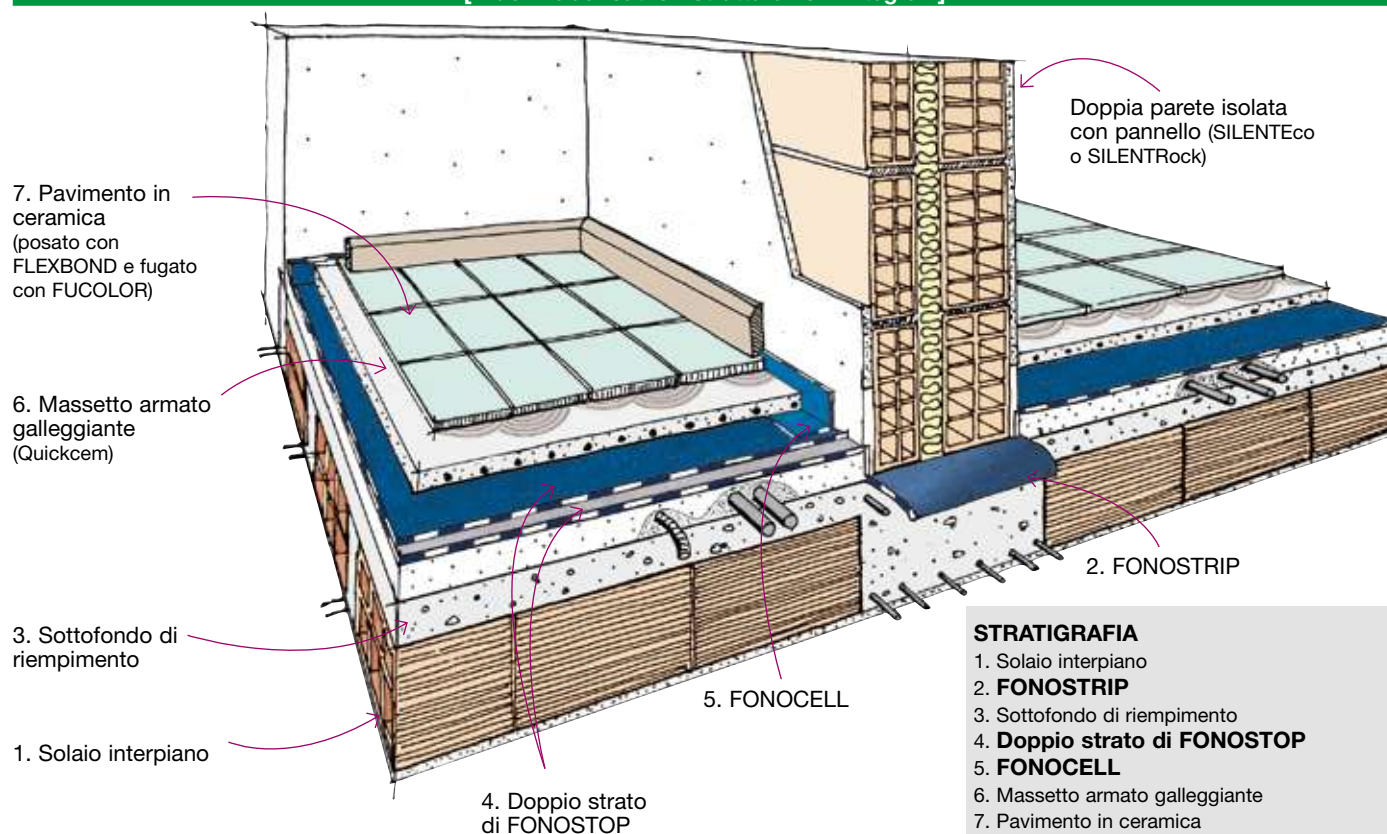 Doppia parete isolata
con pannello (SILENTEco
o SILENTRock)
7. Pavimento in
ceramica
(posato con
FLEXBOND e fugato
con FUCOLOR)
6. Massetto armato
galleggiante
(Quickcem)
2. FONOSTRIP
3. Sottofondo di
riempimento
5. FONOCELL
1. Solaio interpiano
4. Doppio strato
di FONOSTOP
STRATIGRAFIA
1. Solaio interpiano
2. FONOSTRIP
3. Sottofondo di riempimento
4. Doppio strato di FONOSTOP
5. FONOCELL
6. Massetto armato galleggiante
7. Pavimento in ceramica